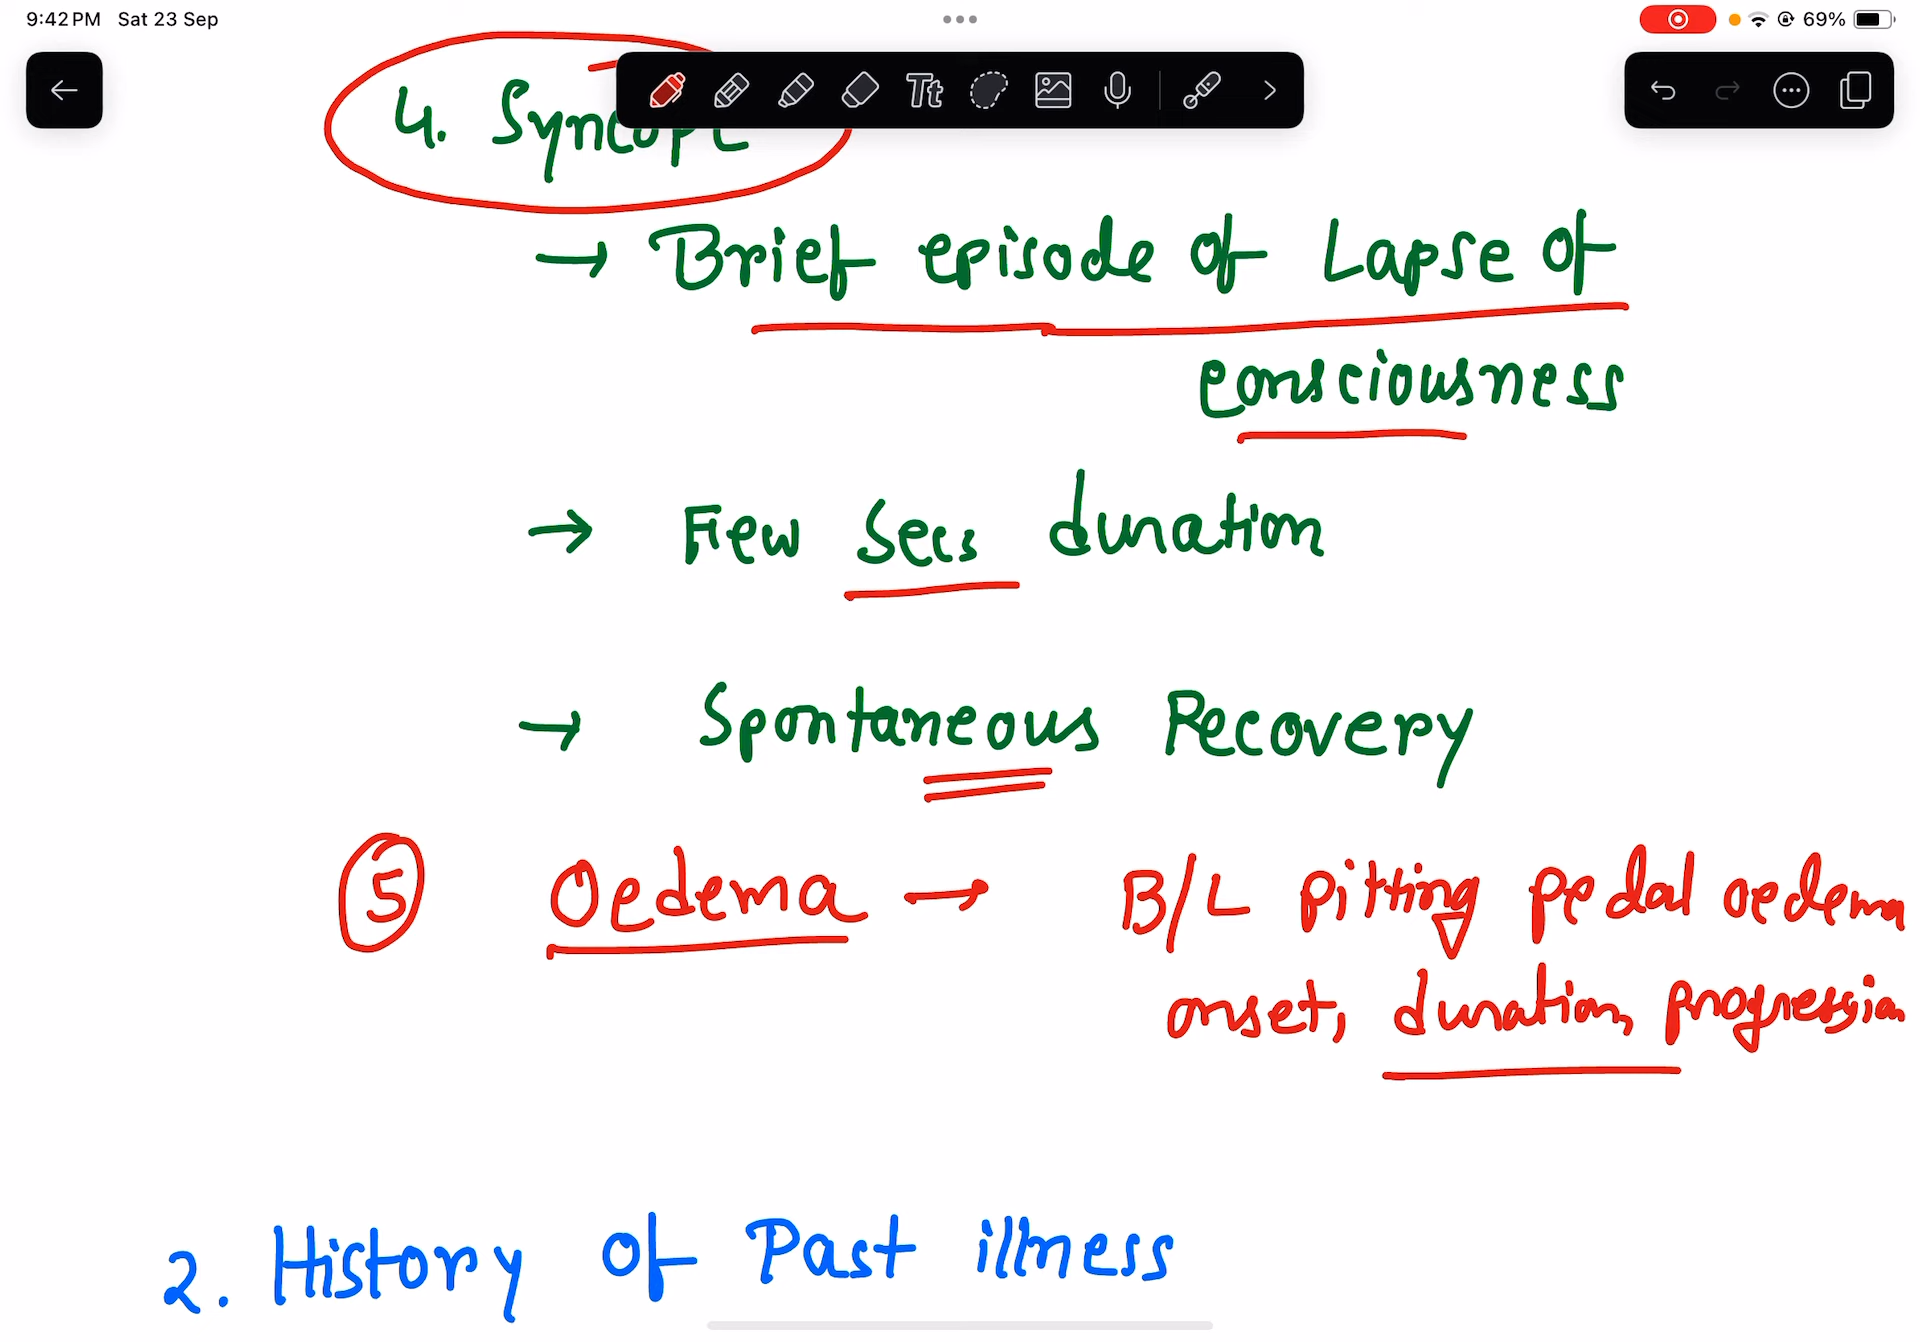 9:42 PM Sat 23 Sep
69%
Tt
4. Syncope
→ Brief episode of Lapse of
consciousness
→ Few Secs duration
→ Spontaneous Recovery
5 Oedema → B/L pitting pedal oedema
onset, duration, progression
2. History of Past illness